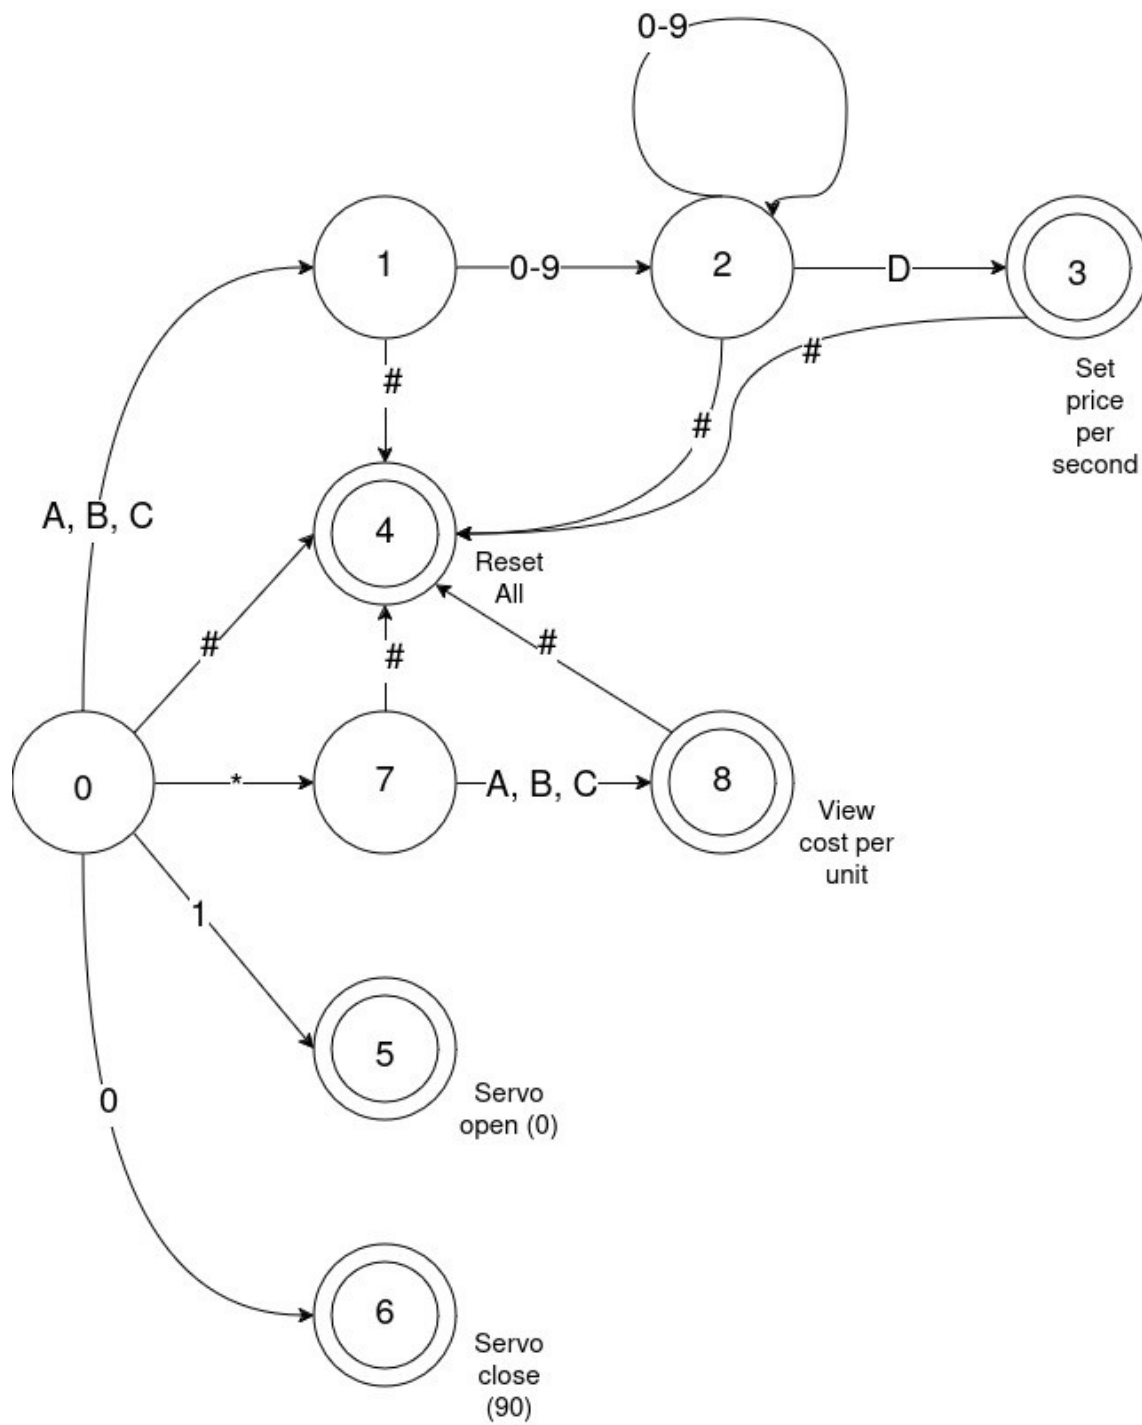 0-9
1
0-9
2
D
3
#
#
#
Set
price
per
second
A, B, C
4
Reset
All
#
#
#
0
*
7
A, B, C
8
View
cost per
unit
1
5
Servo
open (0)
0
6
Servo
close
(90)